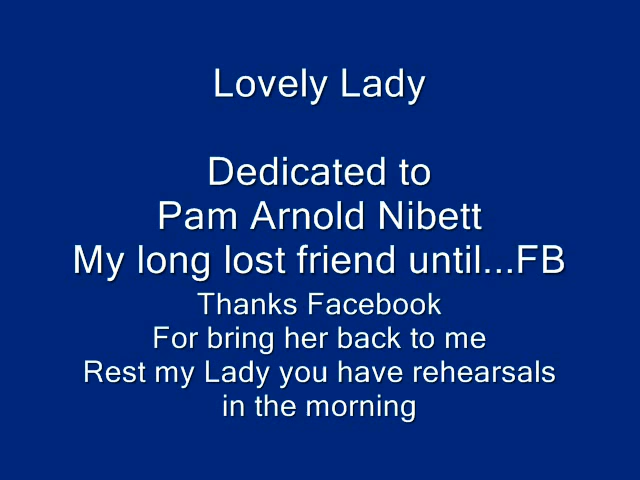 Lovely Lady
Dedicated to
Pam Arnold Nibett
My long lost friend until...FB
Thanks Facebook
For bring her back to me
Rest my Lady you have rehearsals
in the morning